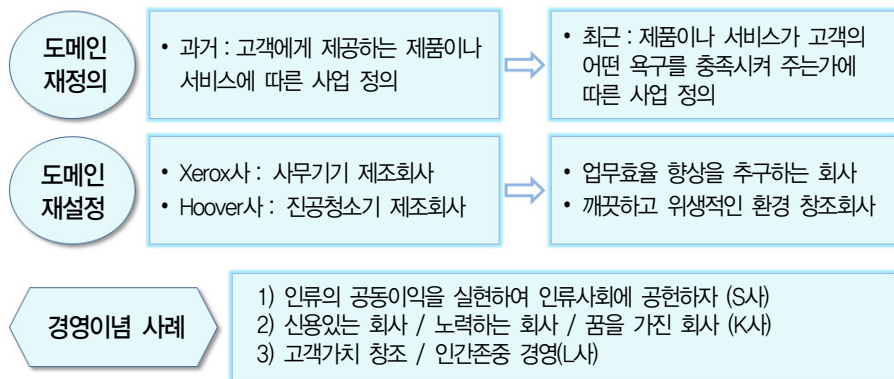 도메인
재정의
• 과거 : 고객에게 제공하는 제품이나
서비스에 따른 사업 정의
• 최근 : 제품이나 서비스가 고객의
어떤 욕구를 충족시켜 주는가에
따른 사업 정의
도메인
재설정
• Xerox사 : 사무기기 제조회사
• Hoover사 : 진공청소기 제조회사
• 업무효율 향상을 추구하는 회사
• 깨끗하고 위생적인 환경 창조회사
경영이념 사례
1) 인류의 공동이익을 실현하여 인류사회에 공헌하자 (S사)
2) 신용있는 회사 / 노력하는 회사 / 꿈을 가진 회사 (K사)
3) 고객가치 창조 / 인간존중 경영(L사)